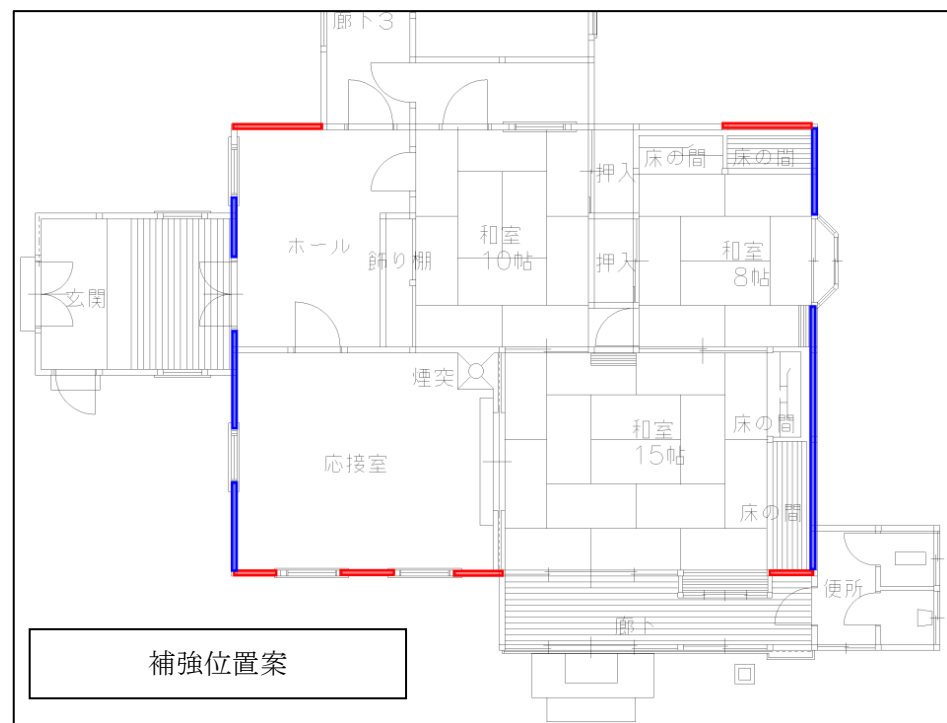 廊下3
床の間
床の間
押入
ホール
飾り棚
和室
10帖
押入
和室
8帖
玄関
煙突
床の間
和室
15帖
応接室
床の間
便所
廊下
補強位置案